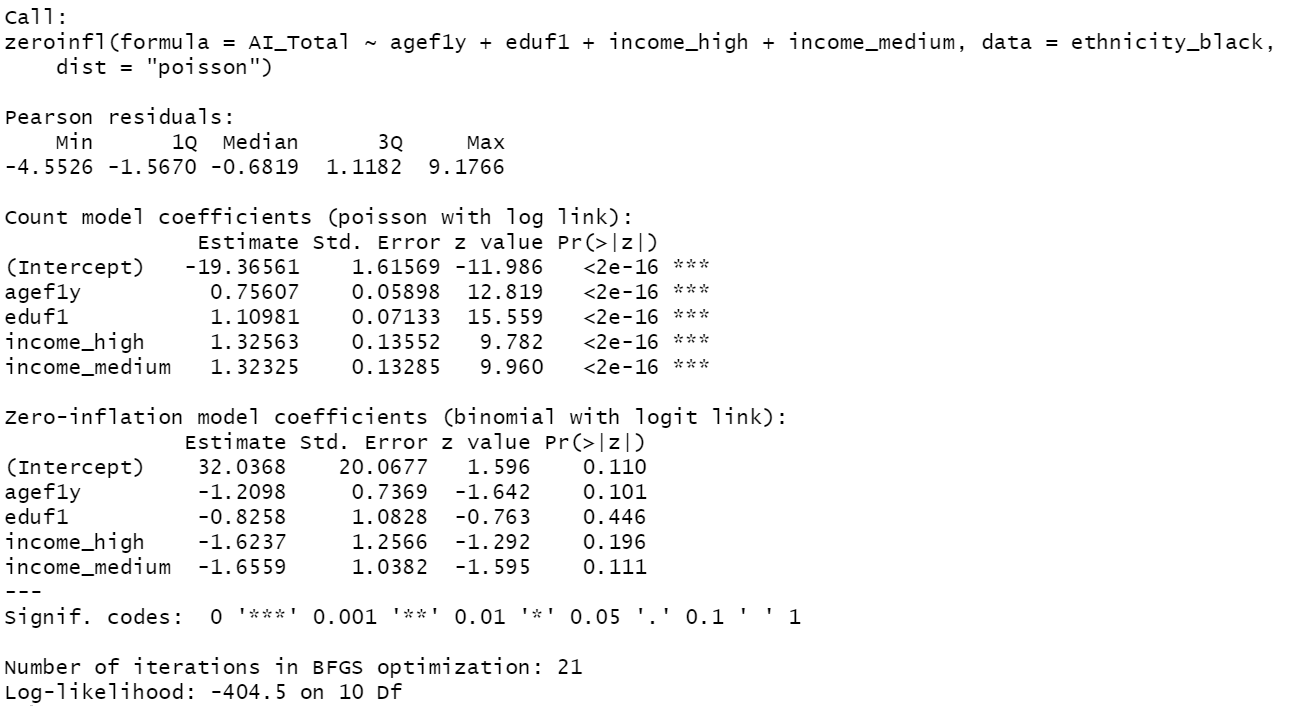 Call:
zeroinfl(formula = AI_Total ~ agef1y + eduf1 + income_high + income_medium, data = ethnicity_black,
    dist = "poisson")

Pearson residuals:
    Min      1Q  Median      3Q     Max
-4.5526 -1.5670 -0.6819  1.1182  9.1766

Count model coefficients (poisson with log link):
               Estimate Std. Error z value Pr(>|z|)
(Intercept)   -19.36561    1.61569 -11.986   <2e-16 ***
agef1y          0.75607    0.05898  12.819   <2e-16 ***
eduf1           1.10981    0.07133  15.559   <2e-16 ***
income_high     1.32563    0.13552   9.782   <2e-16 ***
income_medium   1.32325    0.13285   9.960   <2e-16 ***

Zero-inflation model coefficients (binomial with logit link):
              Estimate Std. Error z value Pr(>|z|)
(Intercept)    32.0368    20.0677   1.596    0.110
agef1y         -1.2098     0.7369  -1.642    0.101
eduf1          -0.8258     1.0828  -0.763    0.446
income_high    -1.6237     1.2566  -1.292    0.196
income_medium  -1.6559     1.0382  -1.595    0.111
---
Signif. codes:  0 '***' 0.001 '**' 0.01 '*' 0.05 '.' 0.1 ' ' 1

Number of iterations in BFGS optimization: 21
Log-likelihood: -404.5 on 10 Df